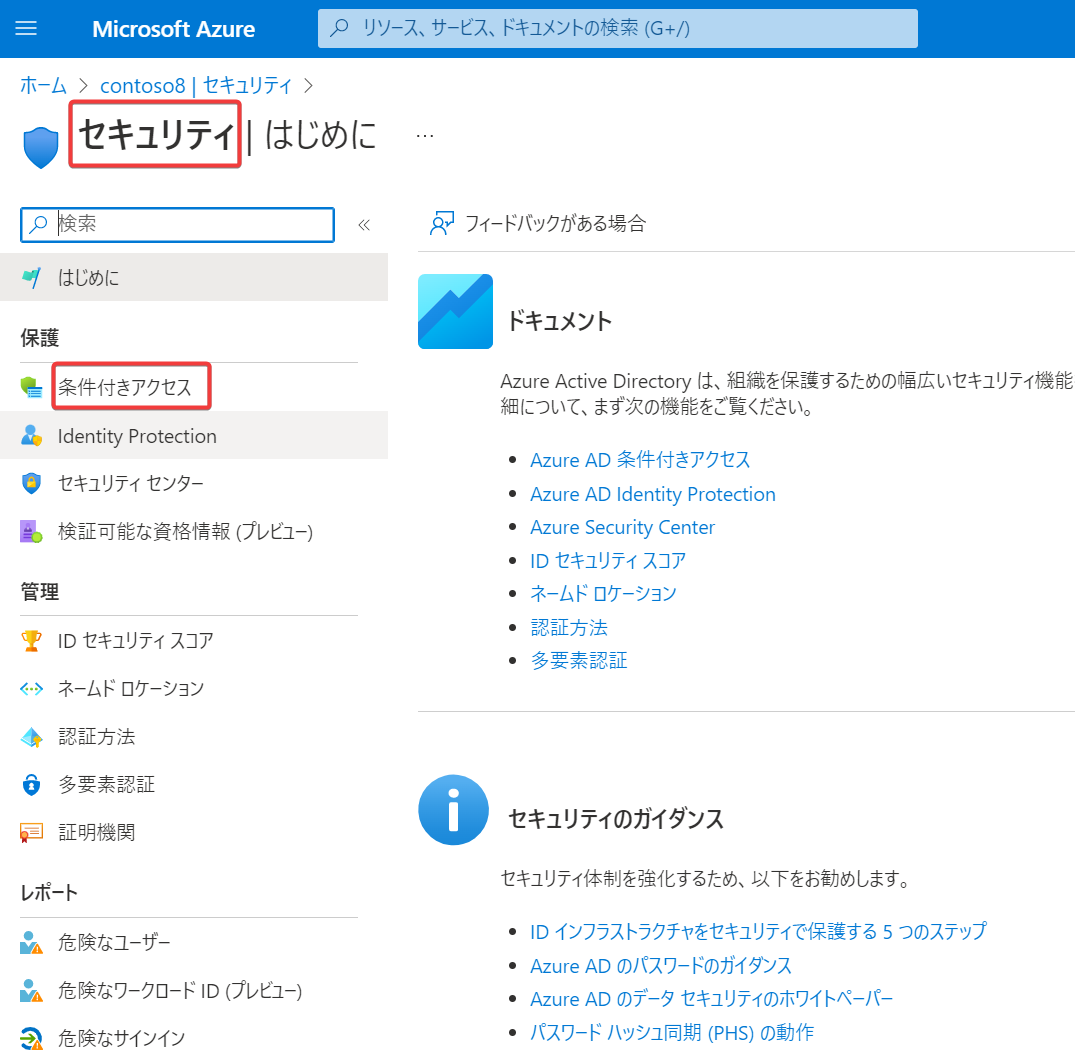 Microsoft Azure
リソース、サービス、ドキュメントの検索 (G+/)
ホーム > contoso8 | セキュリティ >
セキュリティ | はじめに ...
検索 «
はじめに
保護
条件付きアクセス
Identity Protection
セキュリティ センター
検証可能な資格情報 (プレビュー)
管理
ID セキュリティ スコア
ネームド ロケーション
認証方法
多要素認証
証明機関
レポート
危険なユーザー
危険なワークロード ID (プレビュー)
危険なサインイン
フィードバックがある場合
ドキュメント
Azure Active Directory は、組織を保護するための幅広いセキュリティ機能
細について、まず次の機能をご覧ください。
• Azure AD 条件付きアクセス
• Azure AD Identity Protection
• Azure Security Center
• ID セキュリティ スコア
• ネームド ロケーション
• 認証方法
• 多要素認証
セキュリティのガイダンス
セキュリティ体制を強化するため、以下をお勧めします。
• ID インフラストラクチャをセキュリティで保護する 5 つのステップ
• Azure AD のパスワードのガイダンス
• Azure AD のデータ セキュリティのホワイトペーパー
• パスワード ハッシュ同期 (PHS) の動作